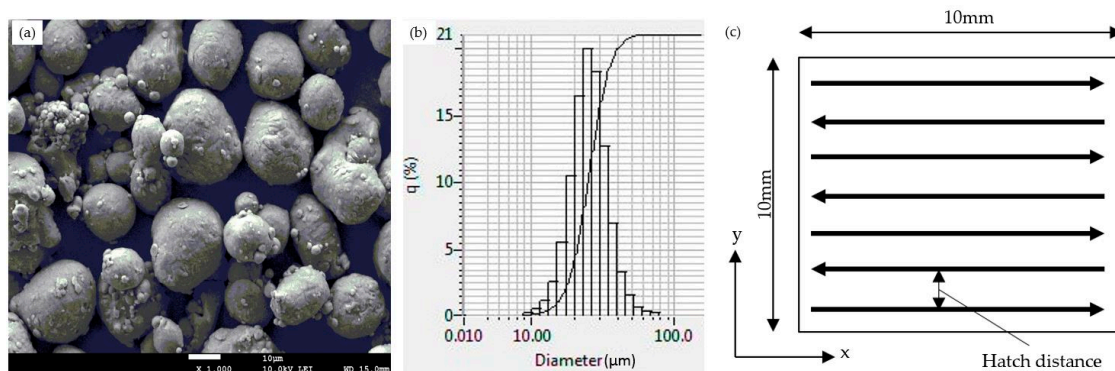 (a)
10μm
X 1,000 10.0kV LEI WD 15.0mm
(b)
21
15
10
5
0
q (%)
0.010 10.00 100.0
Diameter(μm)
(c)
10mm
10mm
y
x
Hatch distance